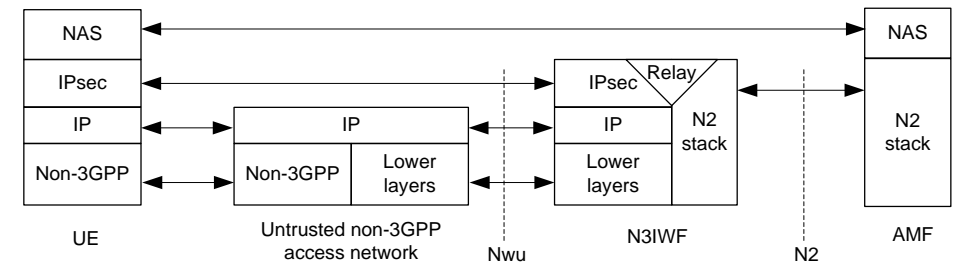 NAS
NAS
IPsec
IPsec
Relay
IP
IP
IP
N2
stack
N2
stack
Non-3GPP
Non-3GPP
Lower
layers
Lower
layers
UE
Untrusted non-3GPP
access network
Nwu
N3IWF
N2
AMF